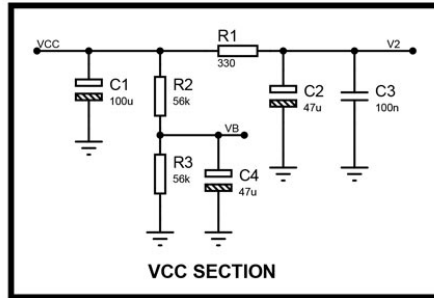 R1
VCC
V2
330
C1
100u
R2
56k
C2
47u
C3
100n
VB
R3
56k
C4
47u
VCC SECTION